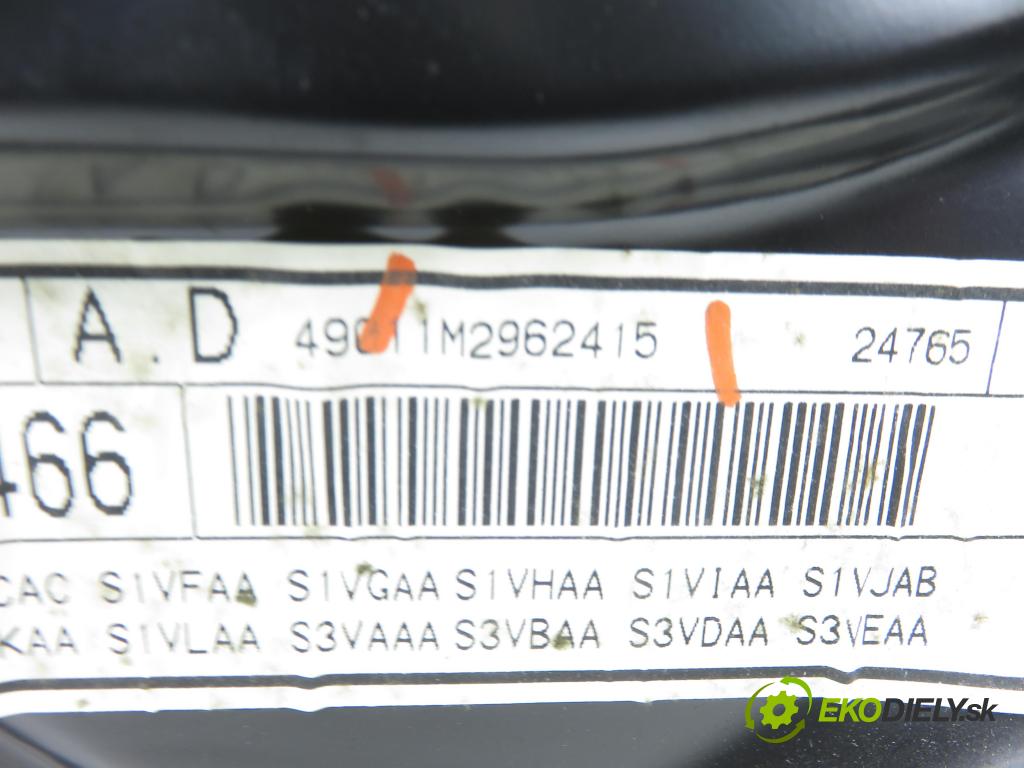 A.D 49011M2962415 24765
466
CAC S1VFAA S1VGAA S1VHAA S1VIAA S1VJAB
KAA S1VLAA S3VAAA S3VBAA S3VDAA S3VEAA
EKODIELY.sk